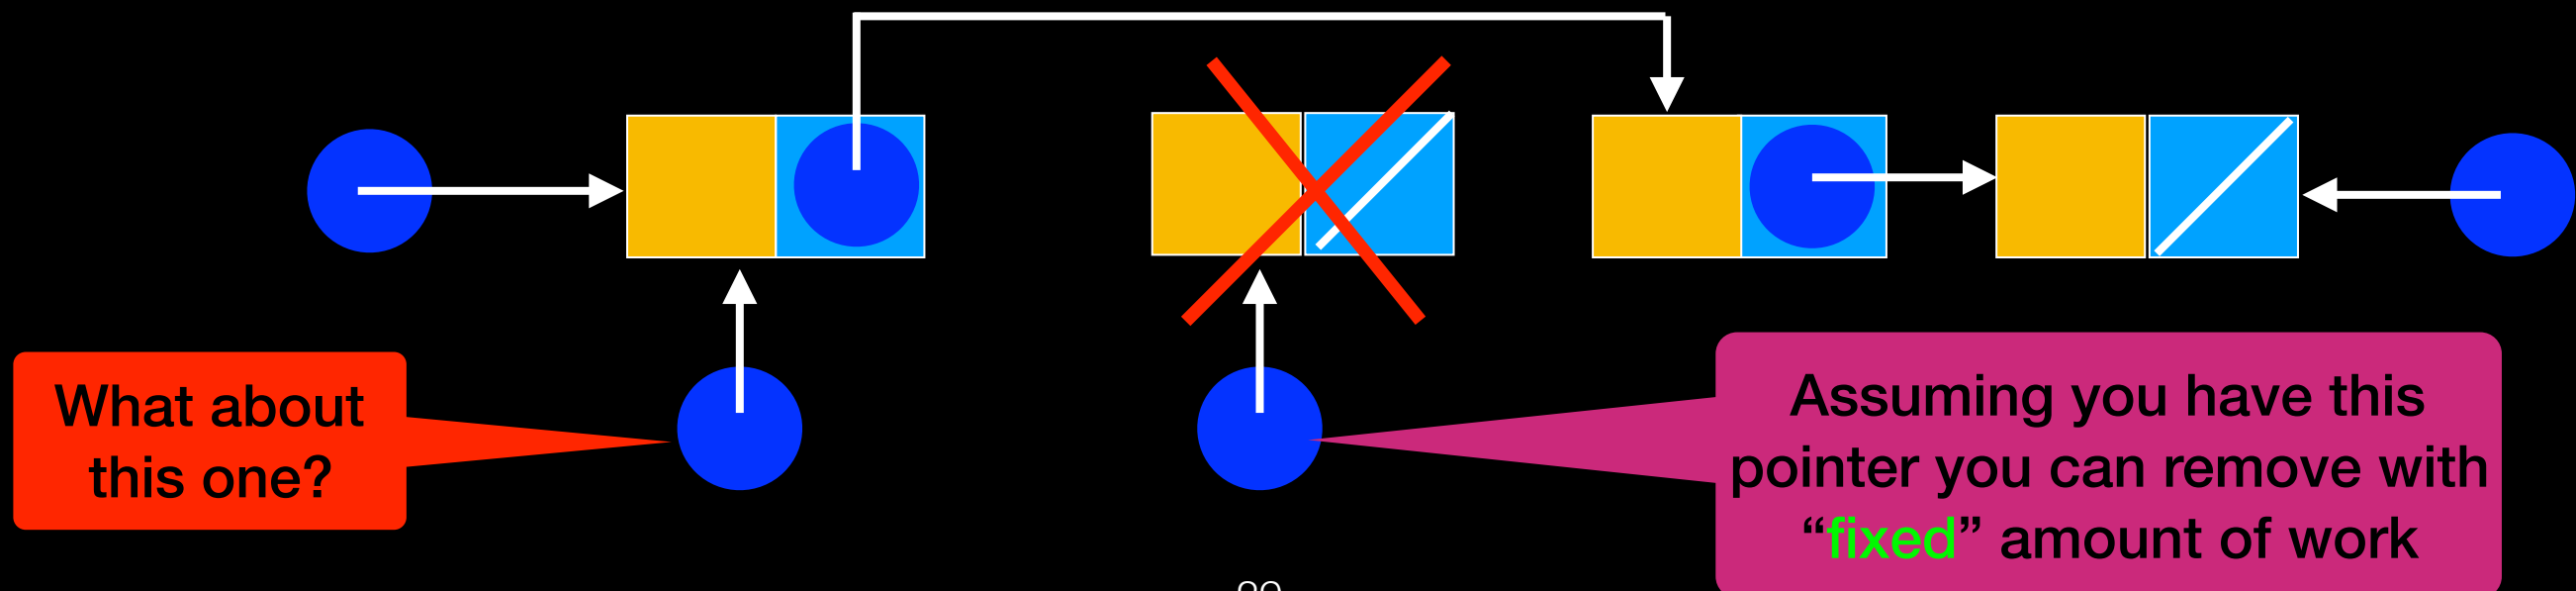 What about
this one?
Assuming you have this
pointer you can remove with
“fixed” amount of work